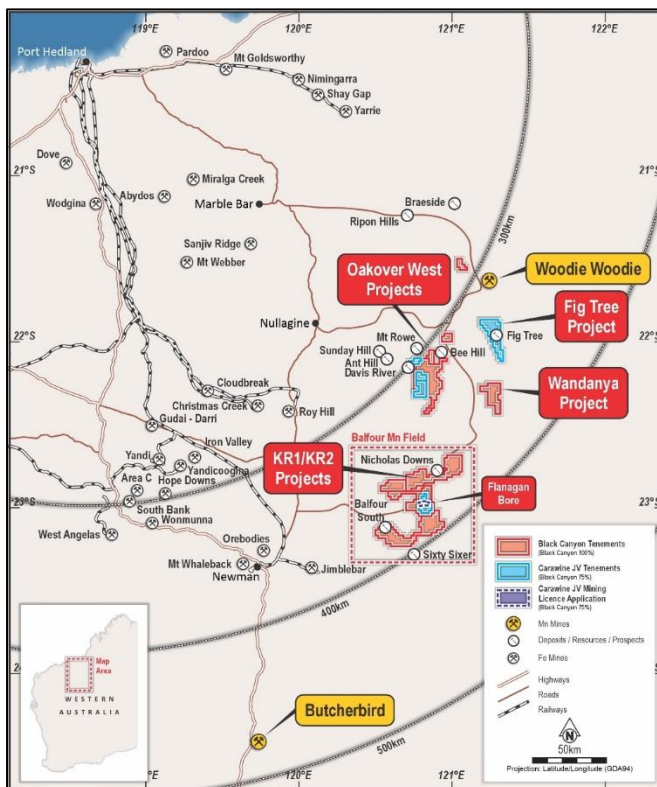 119°E
120°E
121°E
122°E
Port Hedland
Pardoo
Mt Goldsworthy
Nimingarra
Shay Gap
Yarrie
Dove
21°S
Miralga Creek
Abydos
Wodgina
Marble Bar
Braeside
Ripon Hills
300km
Sanjiv Ridge
Mt Webber
Oakover West
Projects
Woodie Woodie
Fig Tree
Project
Nullagine
22°S
Mt Rowe
Fig Tree
Sunday Hill
Bee Hill
Ant Hill
Davis River
Wandanya
Project
Cloudbreak
Christmas Creek
Roy Hill
Gudai - Darri
Iron Valley
Balfour Mn Field
KR1/KR2
Projects
Nicholas Downs
Yandi
Yandicoogina
Area C
Hope Downs
Flanagan
Bore
23°S
South Bank
Wonmunna
Balfour
South
West Angelas
Orebodies
Sixty Sixer
Mt Whaleback
Jimblebar
Newman
400km
Black Canyon Tenements
(Black Canyon 100%)
Carawine JV Tenements
(Black Canyon 75%)
Carawine JV Mining
Licence Application
(Black Canyon 75%)
Mn Mines
Deposits / Resources / Prospects
Fe Mines
Highways
Roads
Railways
N
50km
Projection: Latitude/Longitude (GDA94)
24°
Map
Area
WESTERN
AUSTRALIA
Butcherbird
500km